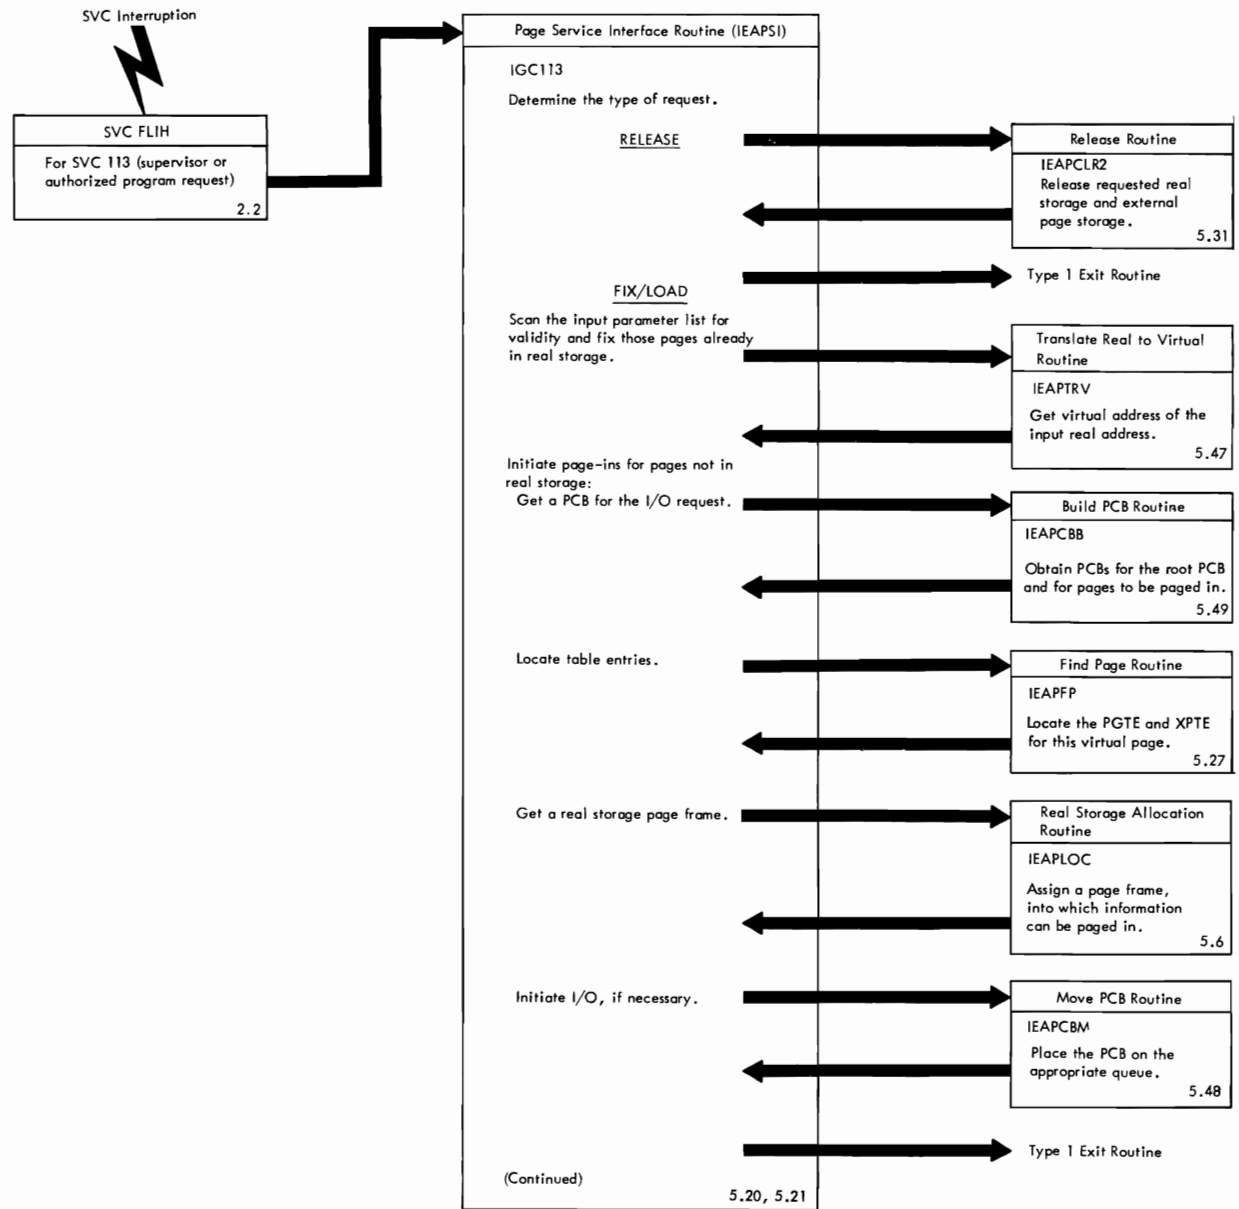 SVC Interruption
SVC FLIH
For SVC 113 (supervisor or
authorized program request)
2.2
Page Service Interface Routine (IEAPSI)
IGC113
Determine the type of request.
RELEASE
Release Routine
IEAPCLR2
Release requested real
storage and external
page storage.
5.31
Type 1 Exit Routine
FIX/LOAD
Scan the input parameter list for
validity and fix those pages already
in real storage.
Translate Real to Virtual
Routine
IEAPTRV
Get virtual address of the
input real address.
5.47
Initiate page-ins for pages not in
real storage:
Get a PCB for the I/O request.
Build PCB Routine
IEAPCBB
Obtain PCBs for the root PCB
and for pages to be paged in.
5.49
Locate table entries.
Find Page Routine
IEAPFP
Locate the PGTE and XPTE
for this virtual page.
5.27
Get a real storage page frame.
Real Storage Allocation
Routine
IEAPLOC
Assign a page frame,
into which information
can be paged in.
5.6
Initiate I/O, if necessary.
Move PCB Routine
IEAPCBM
Place the PCB on the
appropriate queue.
5.48
Type 1 Exit Routine
(Continued)
5.20, 5.21